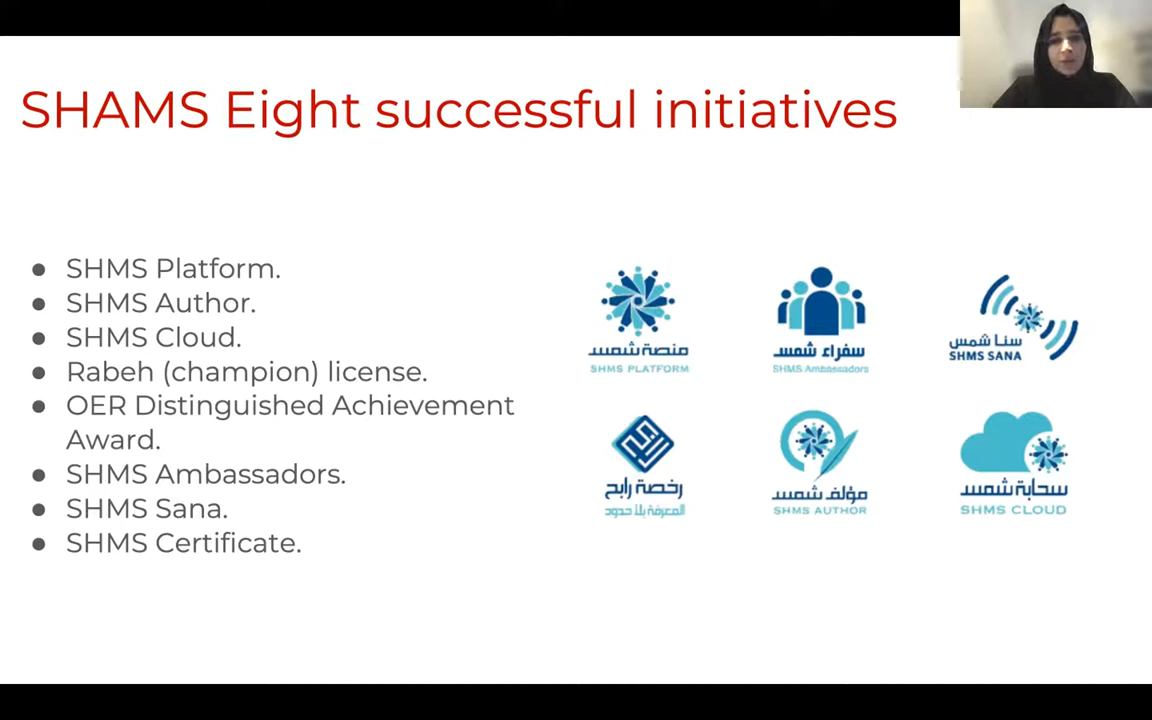 SHAMS Eight successful initiatives
● SHMS Platform.
● SHMS Author.
● SHMS Cloud.
● Rabeh (champion) license.
● OER Distinguished Achievement
Award.
● SHMS Ambassadors.
● SHMS Sana.
● SHMS Certificate.
منصة شمس
SHMS PLATFORM
سفراء شمس
SHMS Ambassadors
سنا شمس
SHMS SANA
رخصة رابح
المعرفة بلا حدود
مؤلف شمس
SHMS AUTHOR
سحابة شمس
SHMS CLOUD